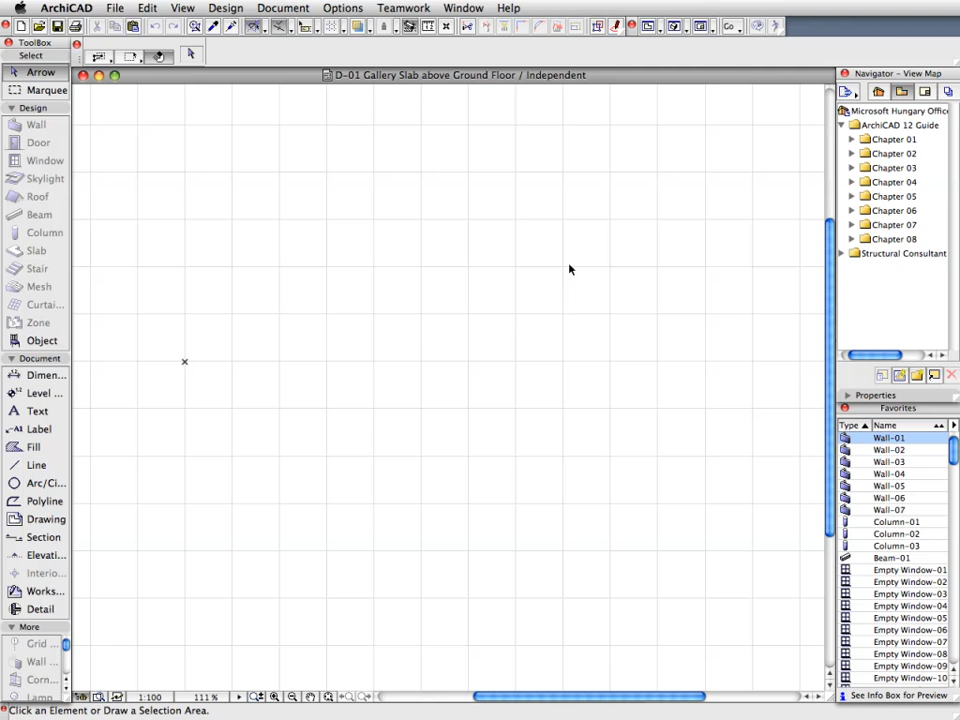 ArchiCAD File Edit View Design Document Options Teamwork Window Help
Go...
ToolBox
Select
Arrow
Marquee
Design
Wall
Door
Window
Skylight
Roof
Beam
Column
Slab
Stair
Mesh
Curtai...
Zone
Object
Document
Dimen...
Level ...
Text
Label
Fill
Line
Arc/Ci...
Polyline
Drawing
Section
Elevati...
Interio...
Works...
Detail
More
Grid ...
Wall ...
Corn...
Lamp
D-01 Gallery Slab above Ground Floor / Independent
1:100
111 %
Click an Element or Draw a Selection Area.
Navigator - View Map
Microsoft Hungary Offic
ArchiCAD 12 Guide
Chapter 01
Chapter 02
Chapter 03
Chapter 04
Chapter 05
Chapter 06
Chapter 07
Chapter 08
Structural Consultant
Properties
Favorites
Type Name
Wall-01
Wall-02
Wall-03
Wall-04
Wall-05
Wall-06
Wall-07
Column-01
Column-02
Column-03
Beam-01
Empty Window-01
Empty Window-02
Empty Window-03
Empty Window-04
Empty Window-05
Empty Window-06
Empty Window-07
Empty Window-08
Empty Window-09
Empty Window-10
See Info Box for Preview